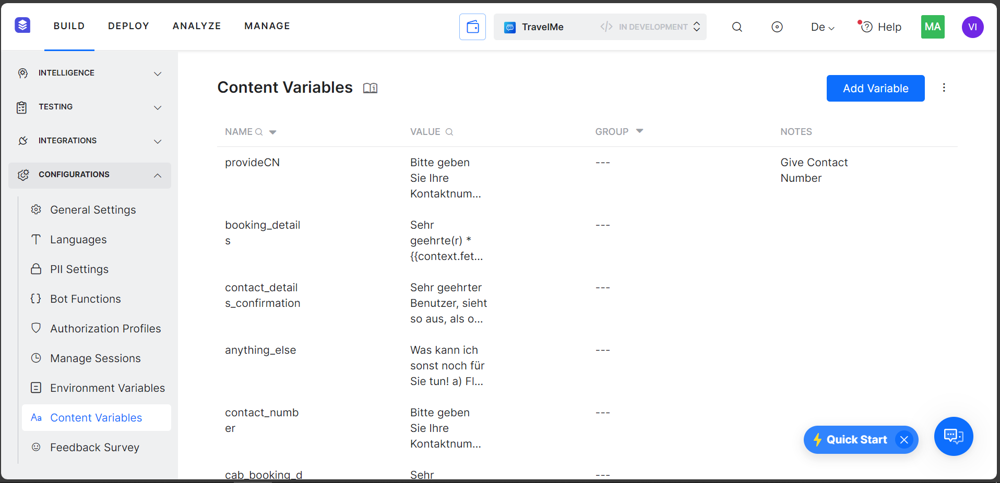 BUILD DEPLOY ANALYZE MANAGE TravelMe </> IN DEVELOPMENT De Help MA VI
INTELLIGENCE
TESTING
INTEGRATIONS
CONFIGURATIONS
General Settings
Languages
PII Settings
Bot Functions
Authorization Profiles
Manage Sessions
Environment Variables
Aa Content Variables
Feedback Survey
Content Variables
Add Variable
NAME VALUE GROUP NOTES
provideCN
Bitte geben
Sie Ihre
Kontaktnum...
---
Give Contact
Number
booking_detail
s
Sehr
geehrte(r) *
{{context.fet...
---
contact_detail
s_confirmation
Sehr geehrter
Benutzer, sieht
so aus, als o...
---
anything_else
Was kann ich
sonst noch für
Sie tun! a) Fl...
---
contact_numb
er
Bitte geben
Sie Ihre
Kontaktnum...
---
cab_booking_d
Sehr
---
Quick Start